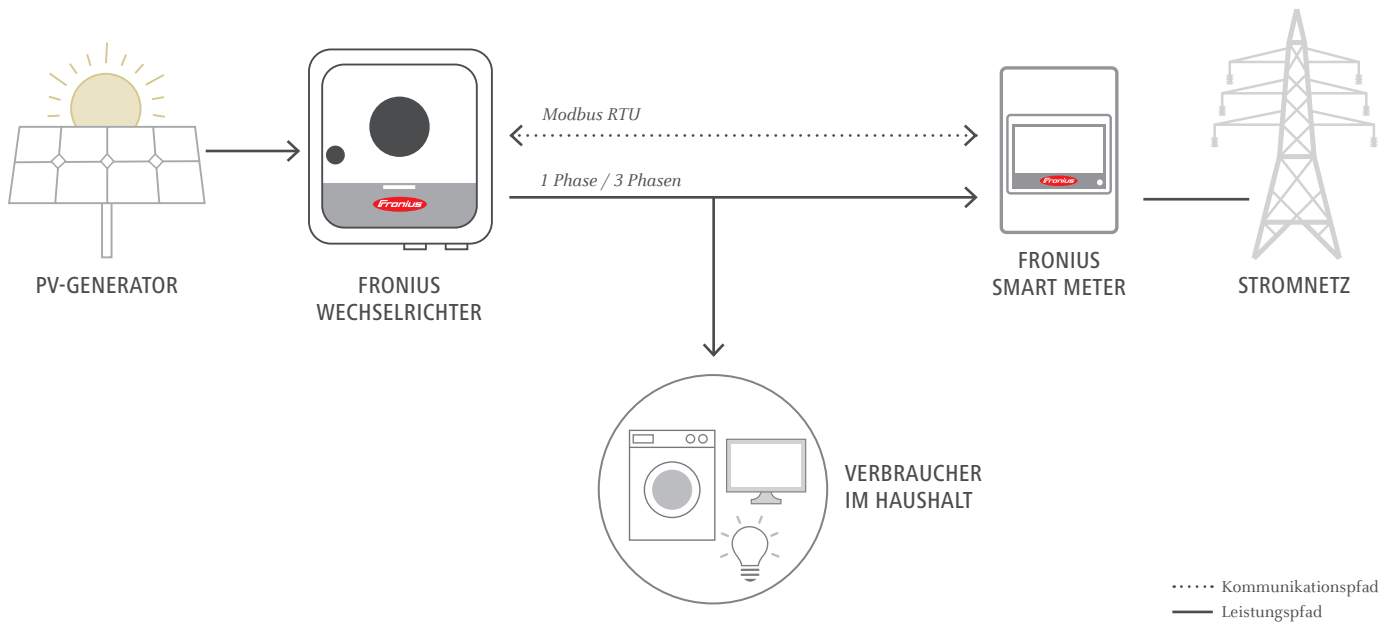 Modbus RTU
1 Phase / 3 Phasen
Fronius
Fronius
PV-GENERATOR
FRONIUS
WECHSELRICHTER
FRONIUS
SMART METER
STROMNETZ
VERBRAUCHER
IM HAUSHALT
Kommunikationspfad
Leistungspfad